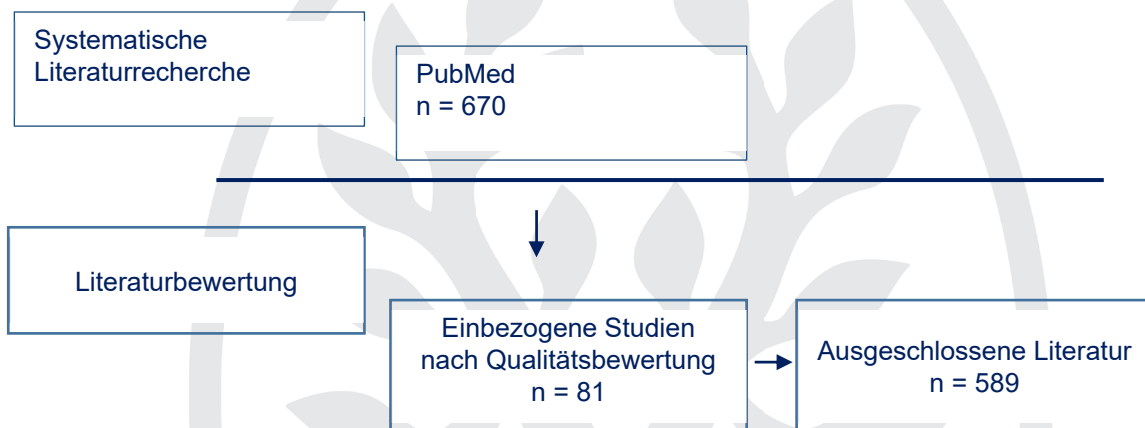 Systematische
Literaturrecherche
PubMed
n = 670
Literaturbewertung
Einbezogene Studien
nach Qualitätsbewertung
n = 81
Ausgeschlossene Literatur
n = 589